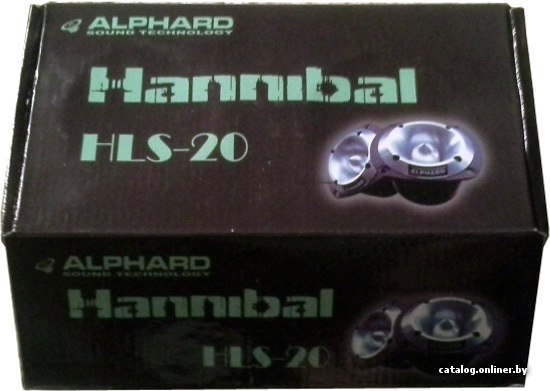 ALPHARD
SOUND TECHNOLOGY
Hannibal
HLS-20
ALPHARD
ALPHARD
SOUND TECHNOLOGY
Hannibal
HLS-20
catalog.onliner.by